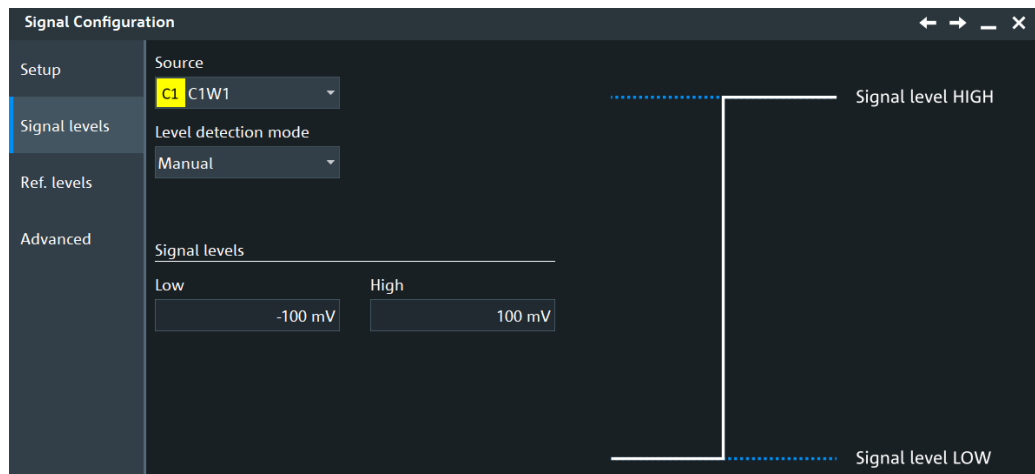 Signal Configuration
Setup
Signal levels
Ref. levels
Advanced
Source
C1 C1W1
Level detection mode
Manual
Signal levels
Low High
-100 mV 100 mV
Signal level HIGH
Signal level LOW